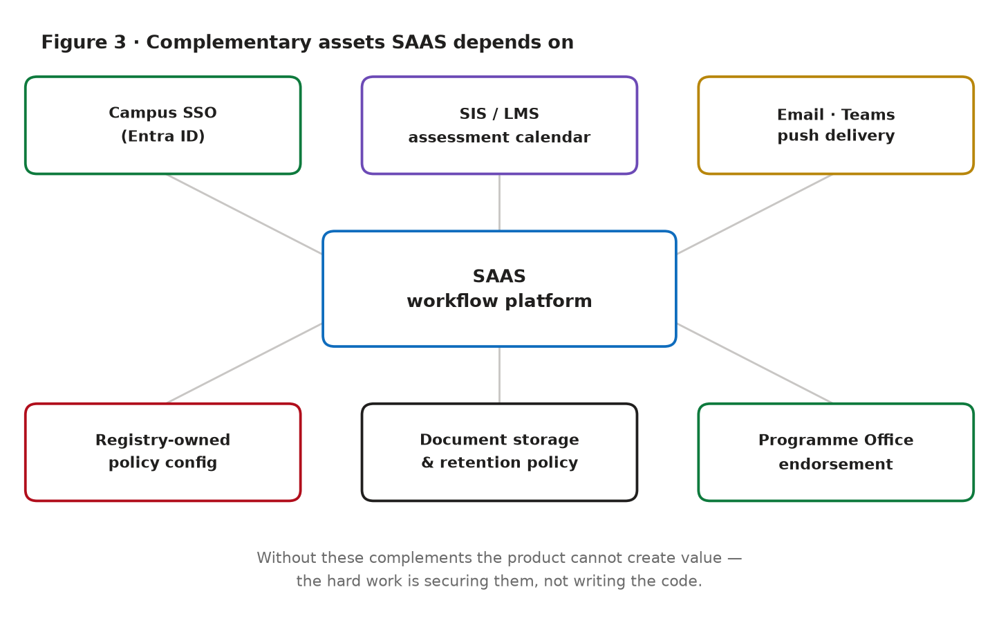 Figure 3 · Complementary assets SAAS depends on
Campus SSO
(Entra ID)
SIS / LMS
assessment calendar
Email · Teams
push delivery
SAAS
workflow platform
Registry-owned
policy config
Document storage
& retention policy
Programme Office
endorsement
Without these complements the product cannot create value —
the hard work is securing them, not writing the code.